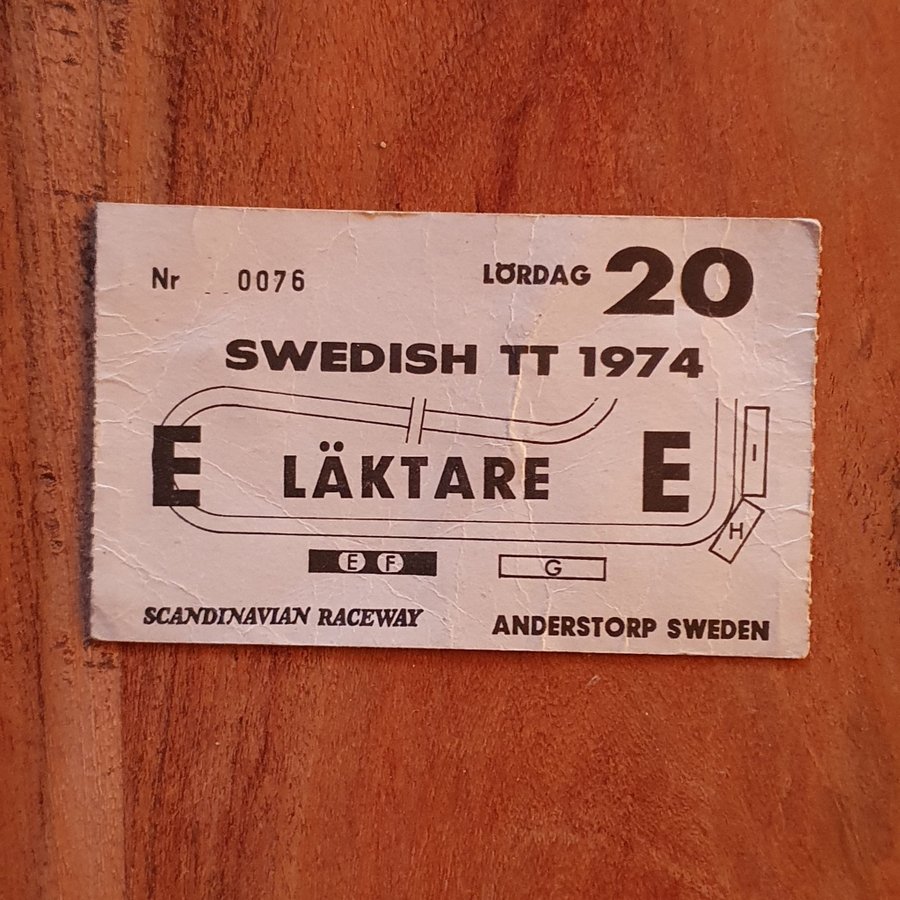 Nr 0076
LÖRDAG 20
SWEDISH TT 1974
E LÄKTARE E
I
H
E F
G
SCANDINAVIAN RACEWAY
ANDERSTORP SWEDEN